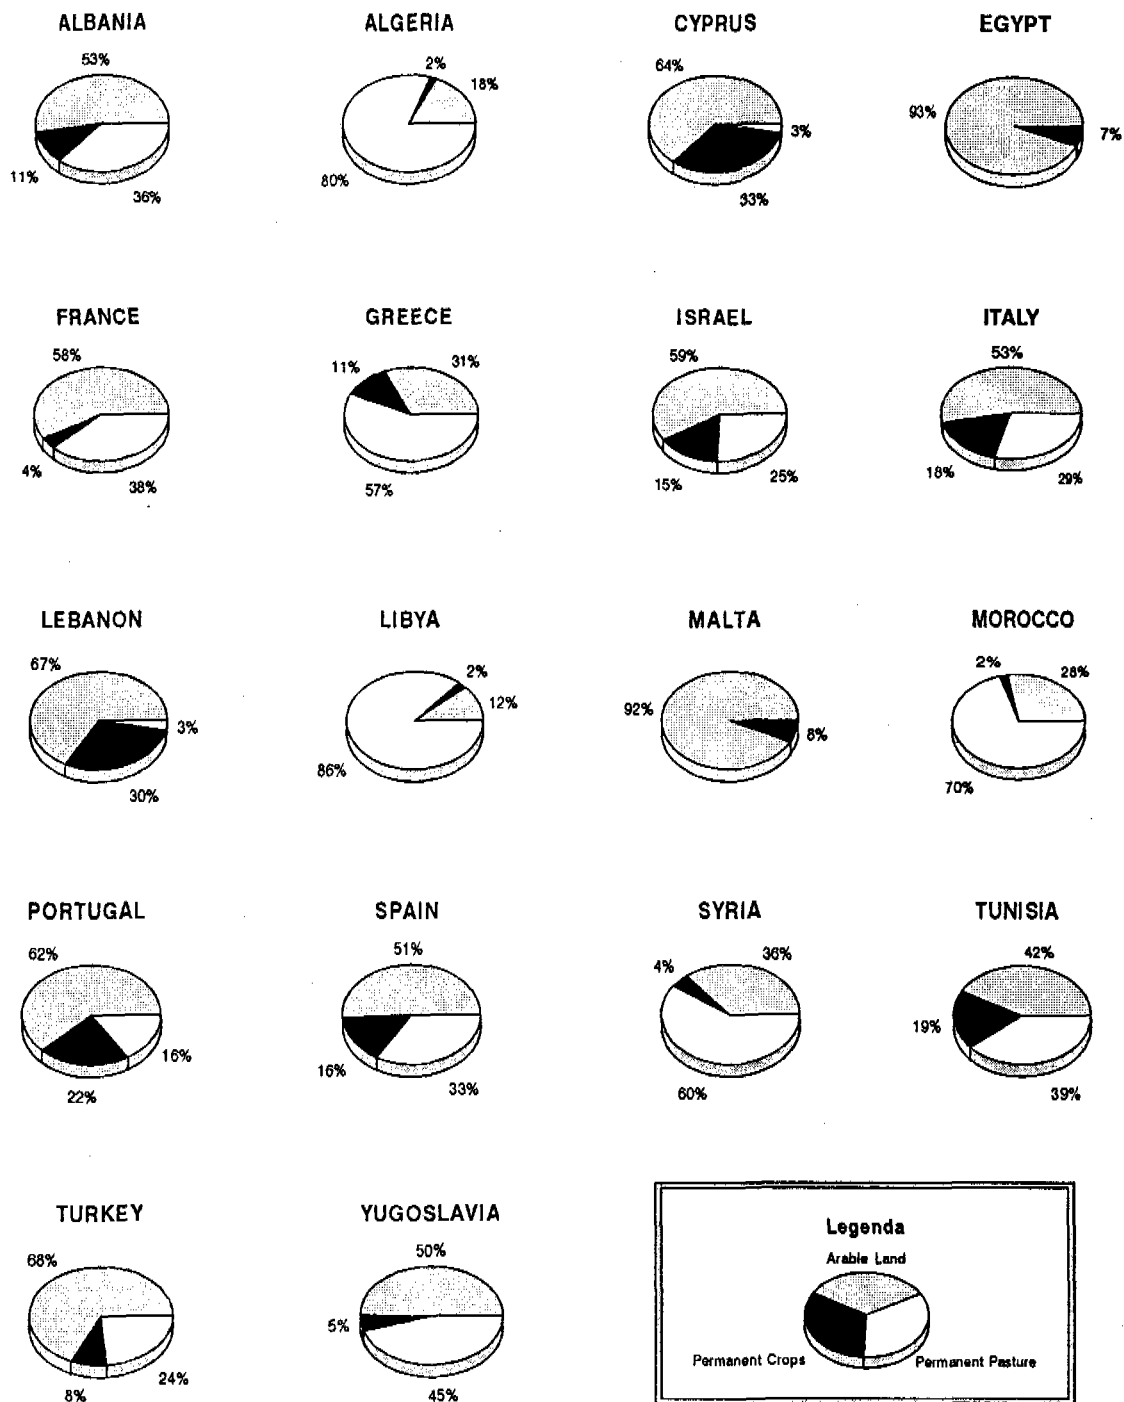 ALBANIA ALGERIA CYPRUS EGYPT
53% 2% 18% 64% 93%
3% 7%
11% 36% 80% 33%
FRANCE GREECE ISRAEL ITALY
58% 11% 31% 59% 53%
4% 38% 57% 15% 25% 18% 29%
LEBANON LIBYA MALTA MOROCCO
67% 2% 12% 92% 2% 28%
3% 8%
30% 86% 70%
PORTUGAL SPAIN SYRIA TUNISIA
62% 51% 4% 36% 42%
16% 19%
22% 16% 33% 60% 39%
TURKEY YUGOSLAVIA
68% 50%
5%
8% 24% 45%
Legenda
Arable Land
Permanent Crops Permanent Pasture